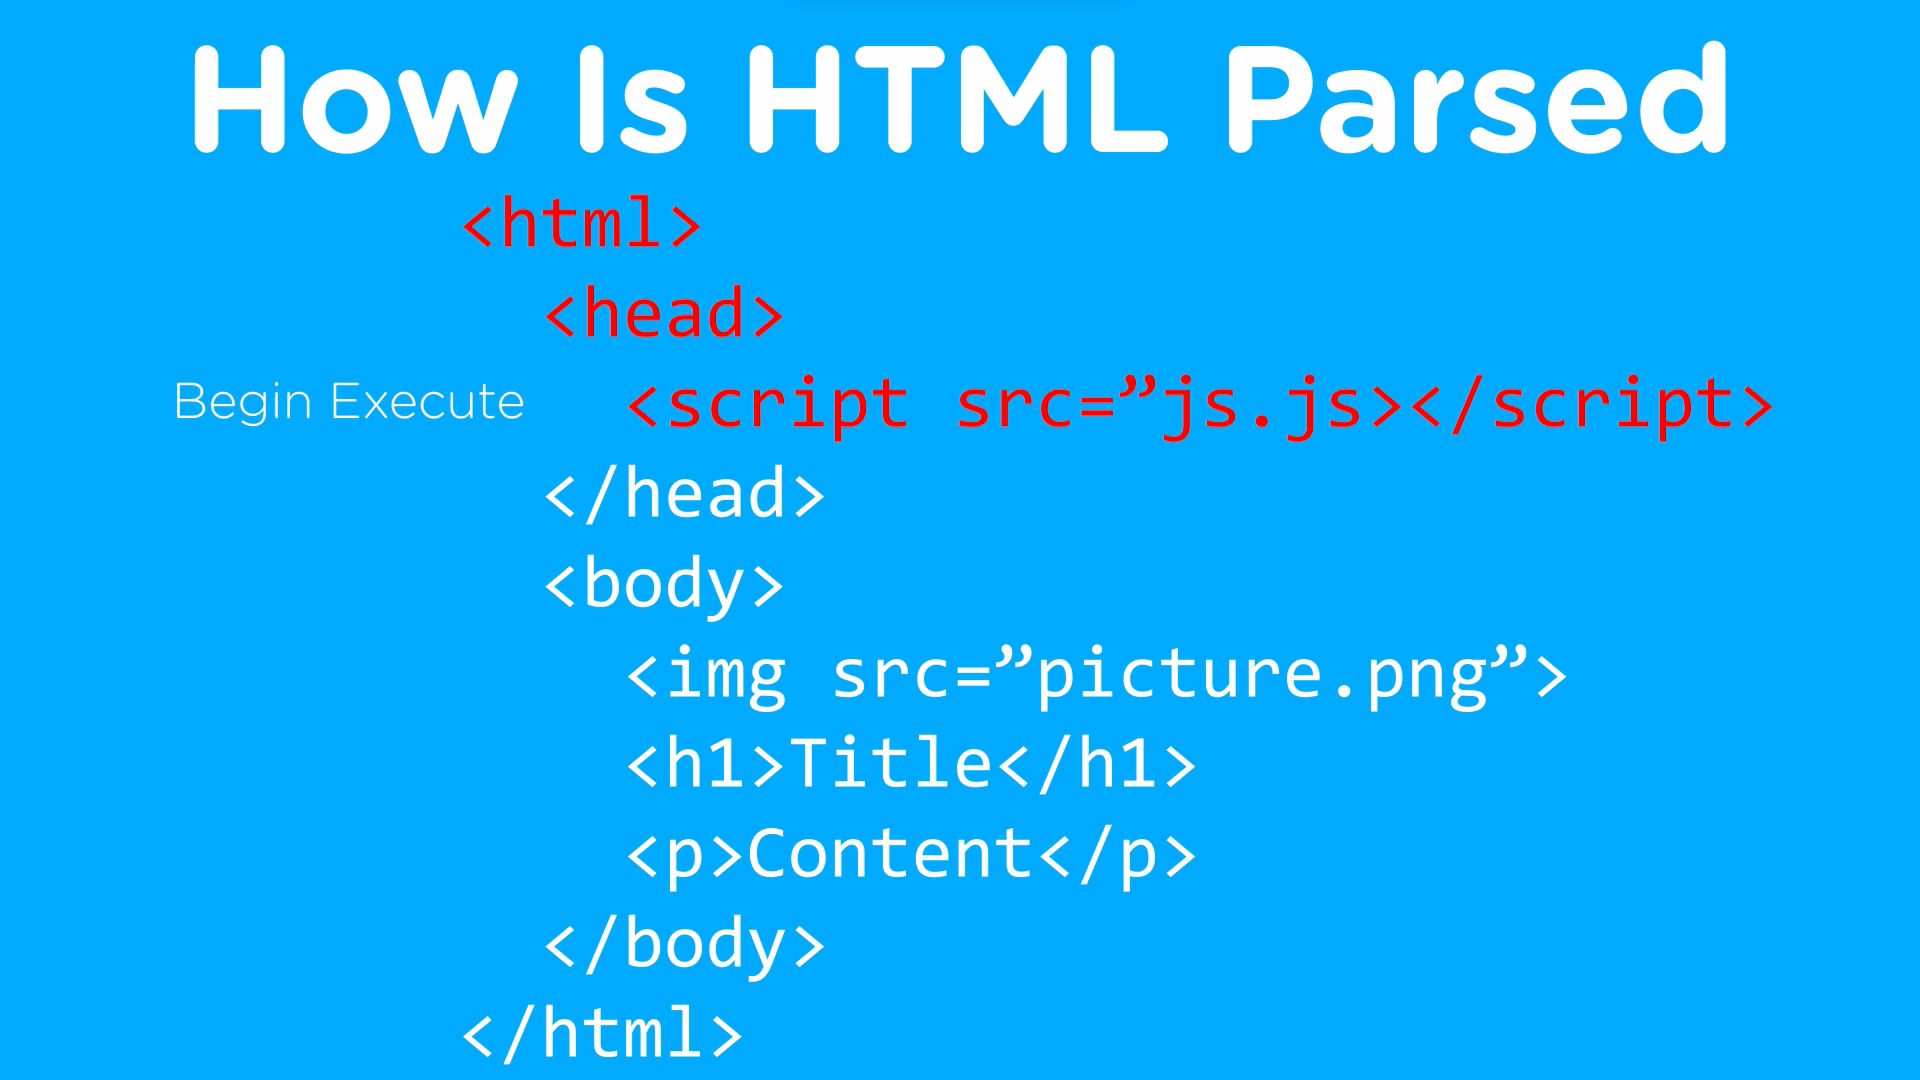 How Is HTML Parsed
<html>
<head>
Begin Execute <script src=”js.js></script>
</head>
<body>
<img src=”picture.png”>
<h1>Title</h1>
<p>Content</p>
</body>
</html>